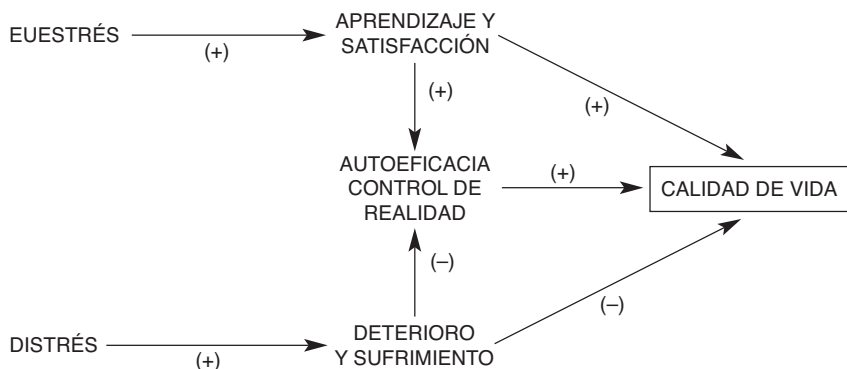 EUESTRÉS
(+)
APRENDIZAJE Y
SATISFACCIÓN
(+)
(+)
AUTOEFICACIA
CONTROL DE
REALIDAD
(+)
CALIDAD DE VIDA
(–)
(–)
DISTRÉS
(+)
DETERIORO
Y SUFRIMIENTO